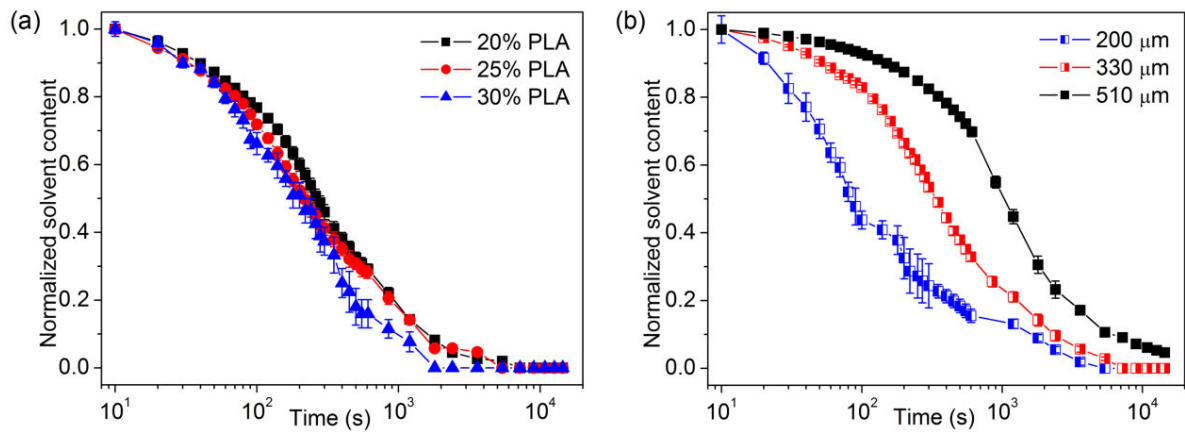 (a)
Normalized solvent content
1.0
0.8
0.6
0.4
0.2
0.0
20% PLA
25% PLA
30% PLA
10¹
10²
10³
10⁴
Time (s)
(b)
Normalized solvent content
1.0
0.8
0.6
0.4
0.2
0.0
200 μm
330 μm
510 μm
10¹
10²
10³
10⁴
Time (s)